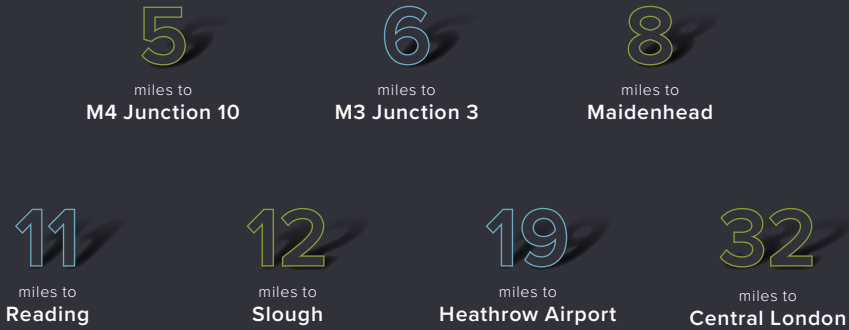 5
miles to
M4 Junction 10
6
miles to
M3 Junction 3
8
miles to
Maidenhead
11
miles to
Reading
12
miles to
Slough
19
miles to
Heathrow Airport
32
miles to
Central London